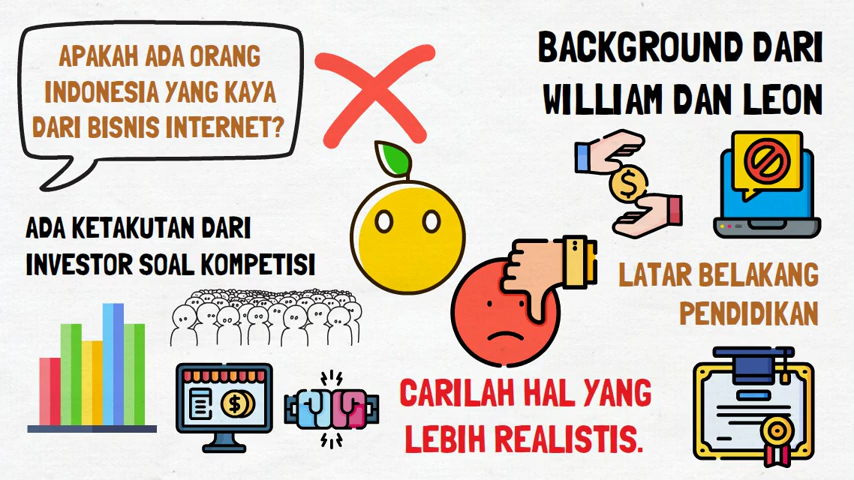 APAKAH ADA ORANG
INDONESIA YANG KAYA
DARI BISNIS INTERNET?
BACKGROUND DARI
WILLIAM DAN LEON
ADA KETAKUTAN DARI
INVESTOR SOAL KOMPETISI
LATAR BELAKANG
PENDIDIKAN
CARILAH HAL YANG
LEBIH REALISTIS.